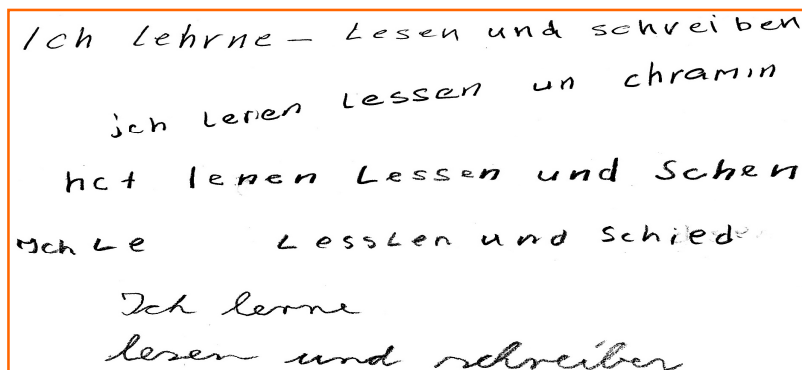 Ich Lehrne – Lesen und schreiben
ich Lenen Lessen un chramin
hct lenen Lessen und Schen
Ich Le LessLen und Schied
Ich lerne
lesen und schreiben